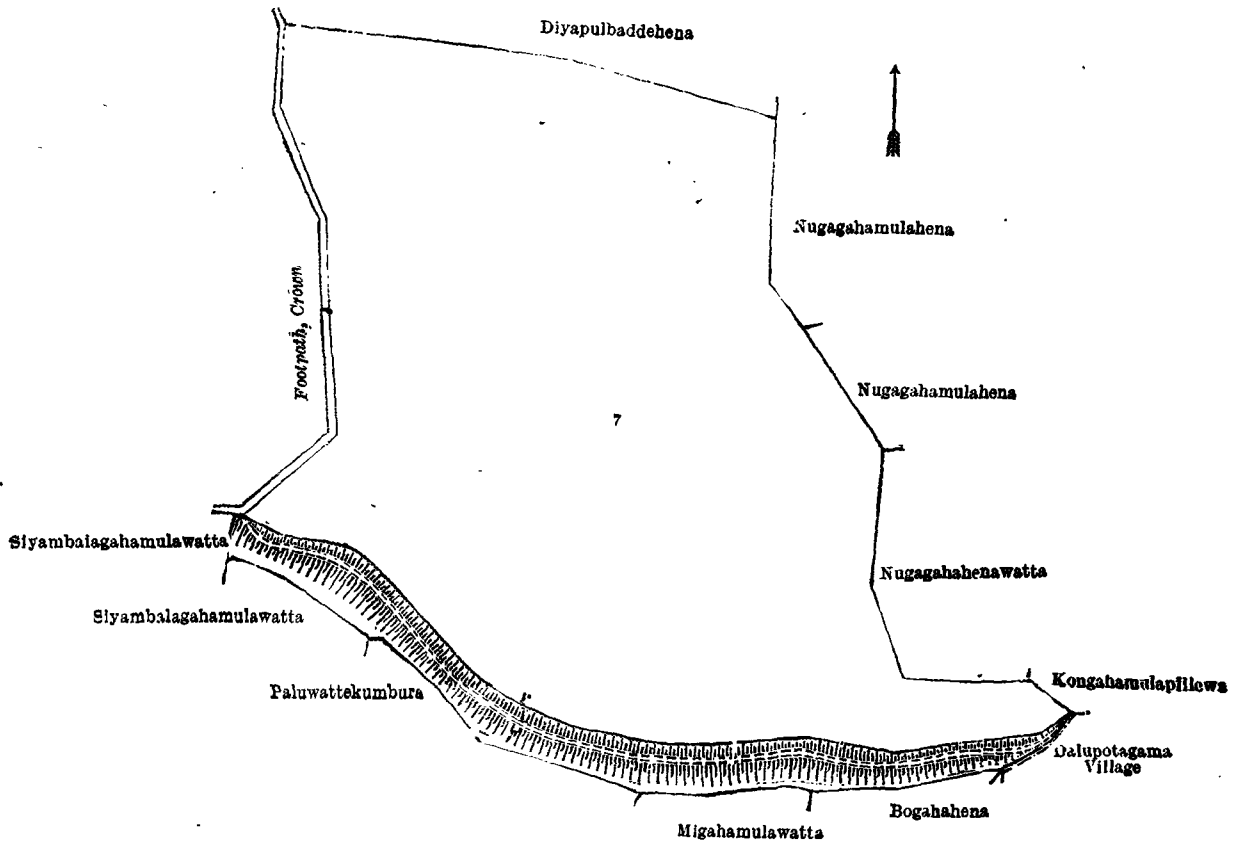 Diyapulbaddehena
Nugagahamulahena
Footpath, Crown
Nugagahamulahena
7
Siyambalagahamulawatta
Nugagahahenawatta
Siyambalagahamulawatta
Paluwattekumbura
Kongahamulapillewa
Dalupotagama
Village
Bogahahena
Migahamulawatta